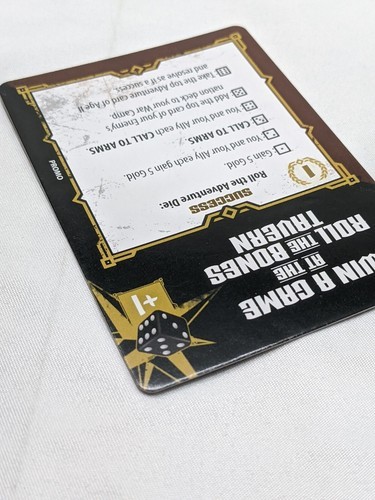 +1
WIN A GAME
AT THE
ROLL THE BONES
TAVERN
1
SUCCESS
Roll the Adventure Die:
Gain 5 Gold.
You and Your Ally each gain 5 Gold.
CALL TO ARMS.
You and Your Ally each CALL TO ARMS.
Add the top card of your Enemy's
nation deck to your War Camp.
Take the top Adventure card of Age II
and resolve as if a success.
PROMO